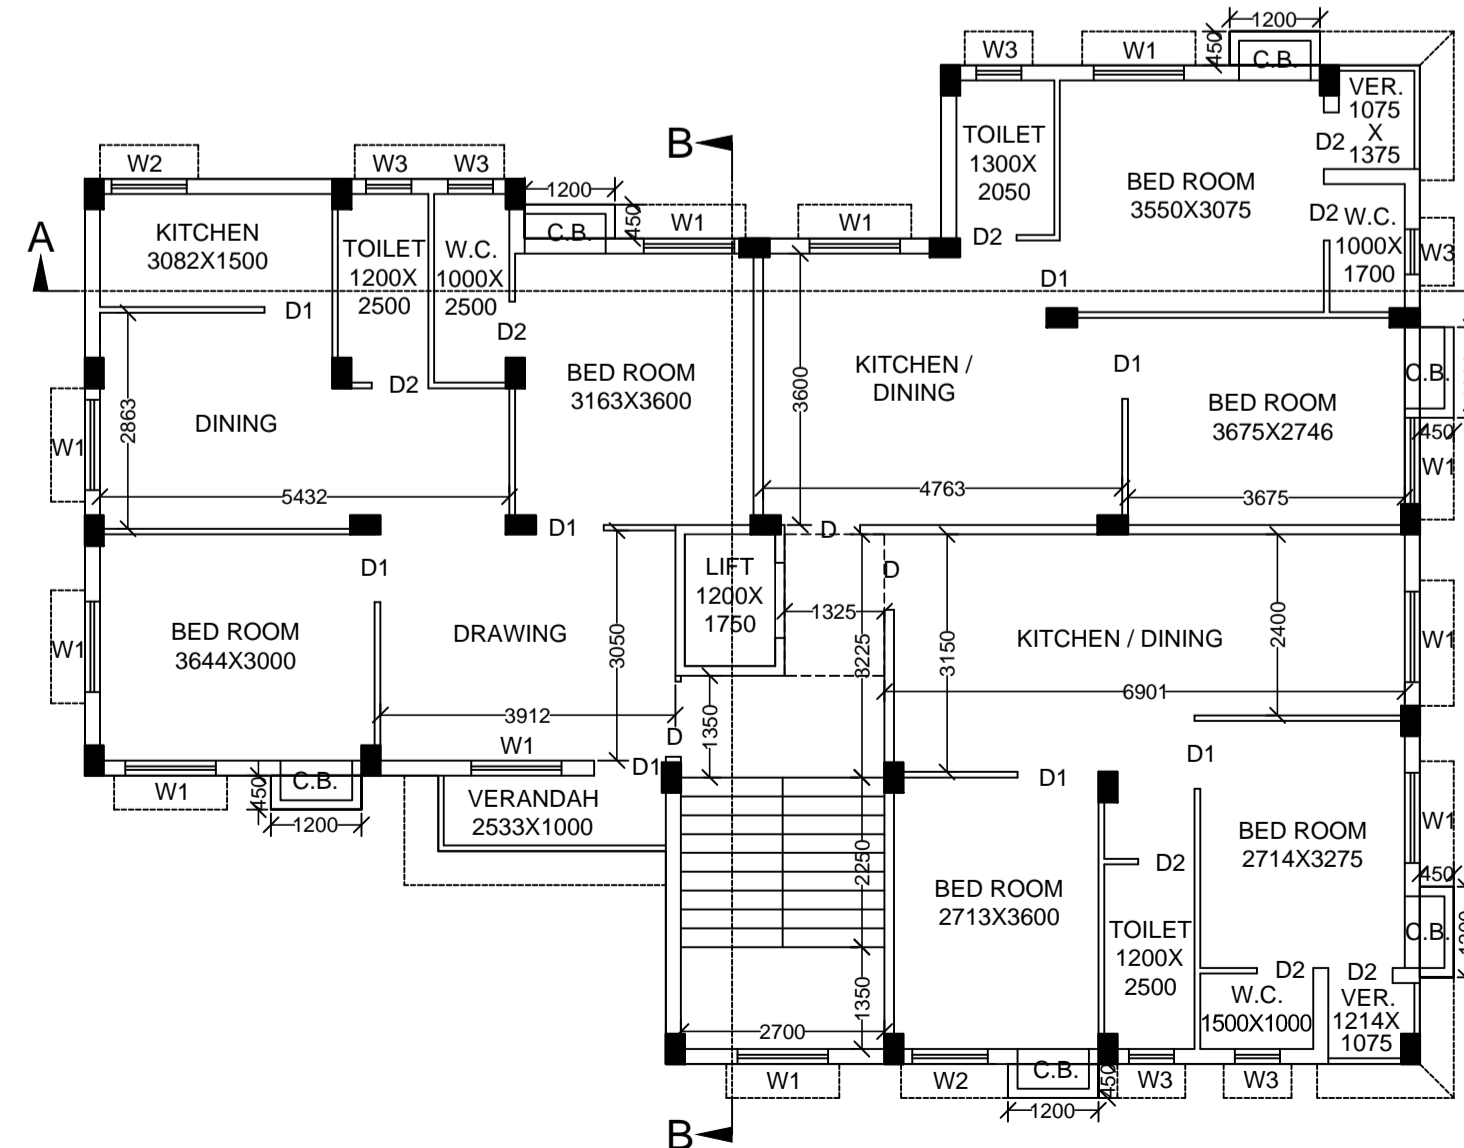 1200
450
C.B.
W3
W1
VER.
1075
X
1375
D2
TOILET
1300X
2050
BED ROOM
3550X3075
D2
W.C.
1000X
1700
W3
D2
D1
B
W2
W3
W3
1200
450
C.B.
W1
W1
A
KITCHEN
3082X1500
TOILET
1200X
2500
W.C.
1000X
2500
D1
D2
D2
BED ROOM
3163X3600
3600
KITCHEN /
DINING
D1
BED ROOM
3675X2746
C.B.
450
W1
2863
DINING
W1
5432
4763
3675
D1
D
D
D1
LIFT
1200X
1750
1325
W1
BED ROOM
3644X3000
DRAWING
3050
3225
3150
KITCHEN / DINING
2400
W1
6901
3912
1350
W1
D
D1
D1
D1
W1
C.B.
450
1200
VERANDAH
2533X1000
2250
BED ROOM
2713X3600
D2
BED ROOM
2714X3275
W1
450
C.B.
1200
TOILET
1200X
2500
D2
D2
W.C.
1500X1000
VER.
1214X
1075
1350
2700
W1
W2
C.B.
450
1200
W3
W3
B